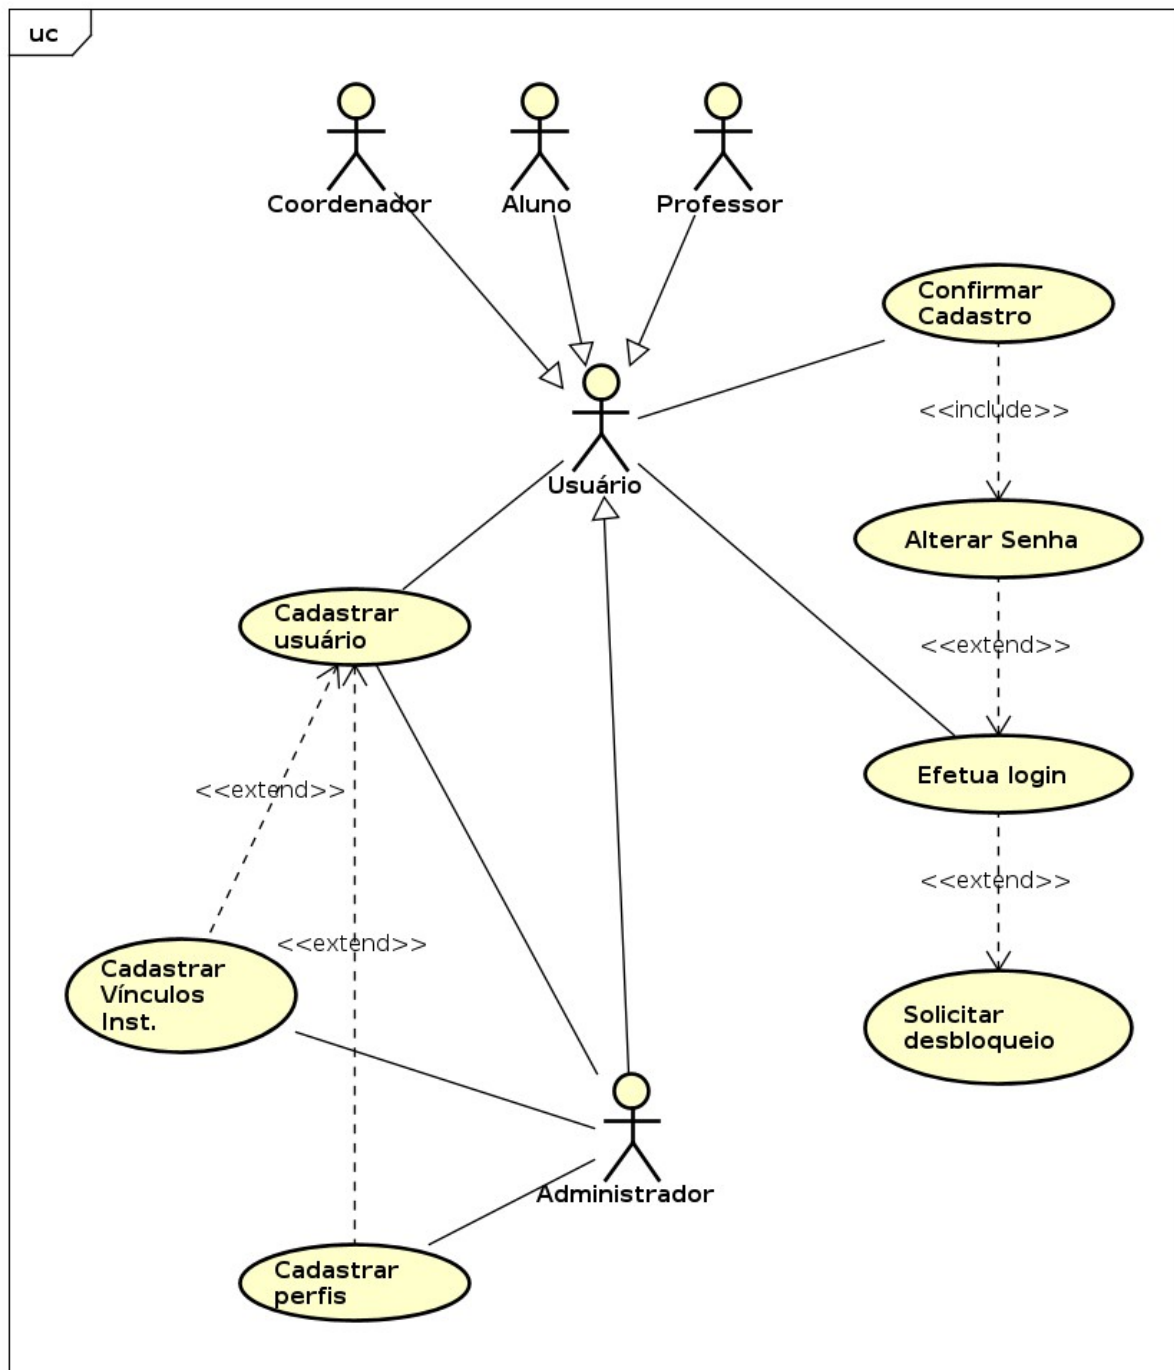 uc
Coordenador
Aluno
Professor
Confirmar
Cadastro
<<include>>
Usuário
Alterar Senha
Cadastrar
usuário
<<extend>>
Efetua login
<<extend>>
<<extend>>
<<extend>>
Cadastrar
Vínculos
Inst.
Solicitar
desbloqueio
Administrador
Cadastrar
perfis